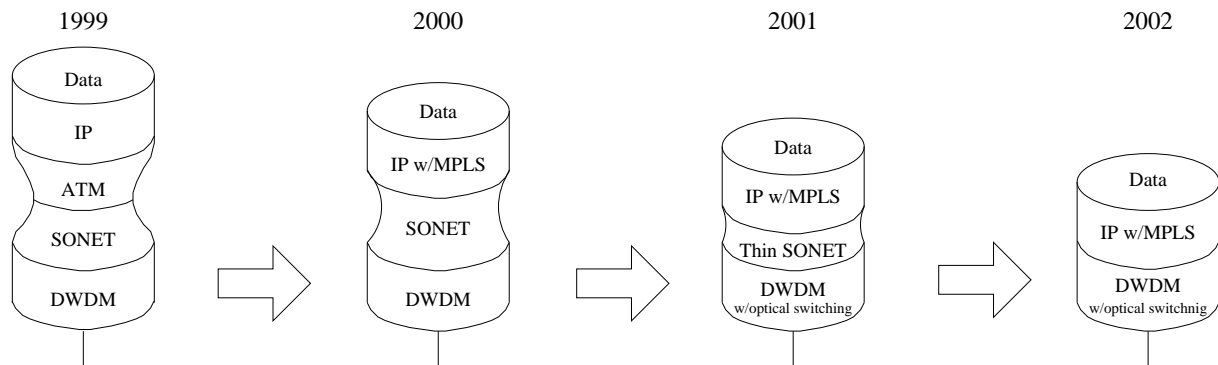 1999
Data
IP
ATM
SONET
DWDM
2000
Data
IP w/MPLS
SONET
DWDM
2001
Data
IP w/MPLS
Thin SONET
DWDM
w/optical switching
2002
Data
IP w/MPLS
DWDM
w/optical switchnig